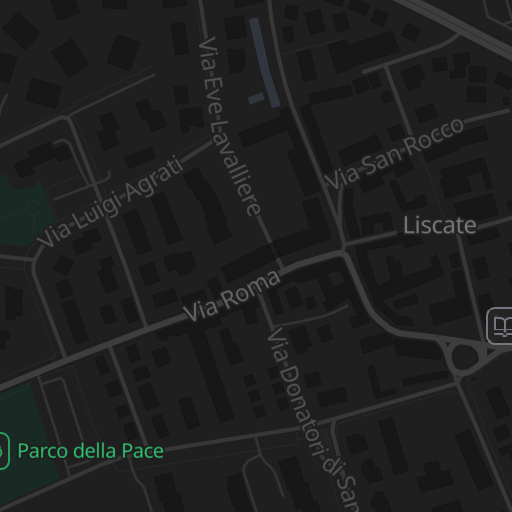 Via Eve Lavalliere
Via San Rocco
Via Luigi Agrati
Liscate
Via Roma
Via Donatori di San
Parco della Pace